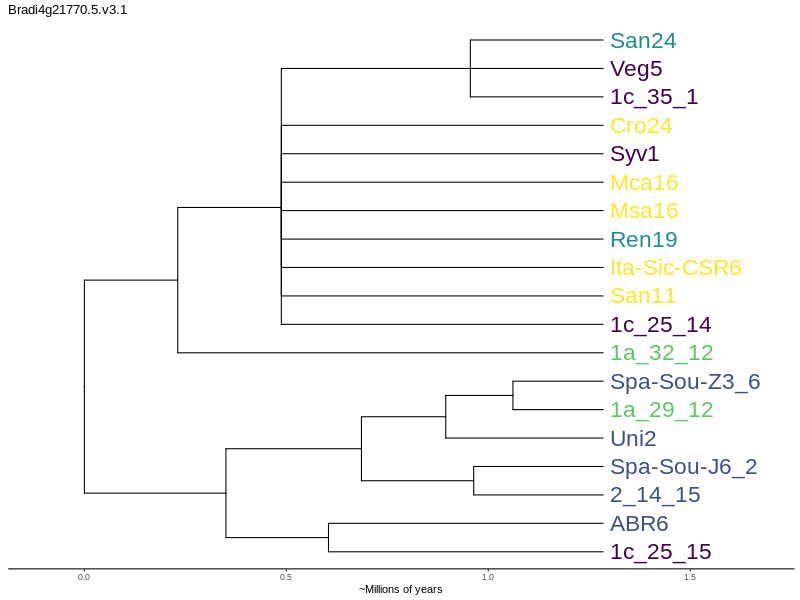 Bradi4g21770.5.v3.1
San24
Veg5
1c_35_1
Cro24
Syv1
Mca16
Msa16
Ren19
Ita-Sic-CSR6
San11
1c_25_14
1a_32_12
Spa-Sou-Z3_6
1a_29_12
Uni2
Spa-Sou-J6_2
2_14_15
ABR6
1c_25_15
0.0 0.5 1.0 1.5
~Millions of years